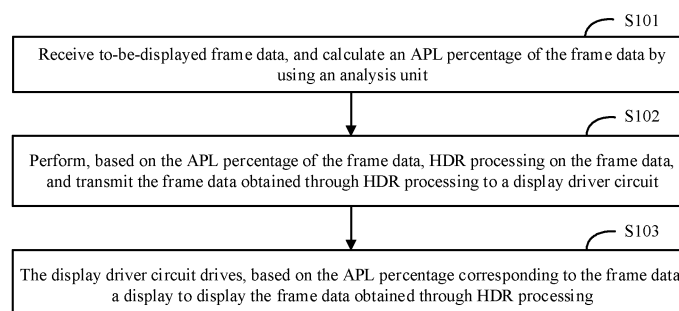 S101
Receive to-be-displayed frame data, and calculate an APL percentage of the frame data by
using an analysis unit
S102
Perform, based on the APL percentage of the frame data, HDR processing on the frame data,
and transmit the frame data obtained through HDR processing to a display driver circuit
S103
The display driver circuit drives, based on the APL percentage corresponding to the frame data
a display to display the frame data obtained through HDR processing